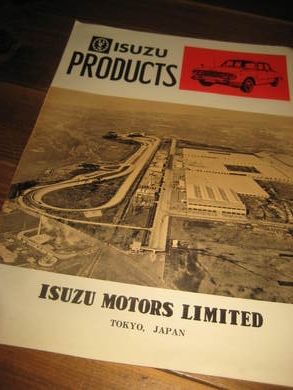 ISUZU
PRODUCTS
ISUZU MOTORS LIMITED
TOKYO, JAPAN